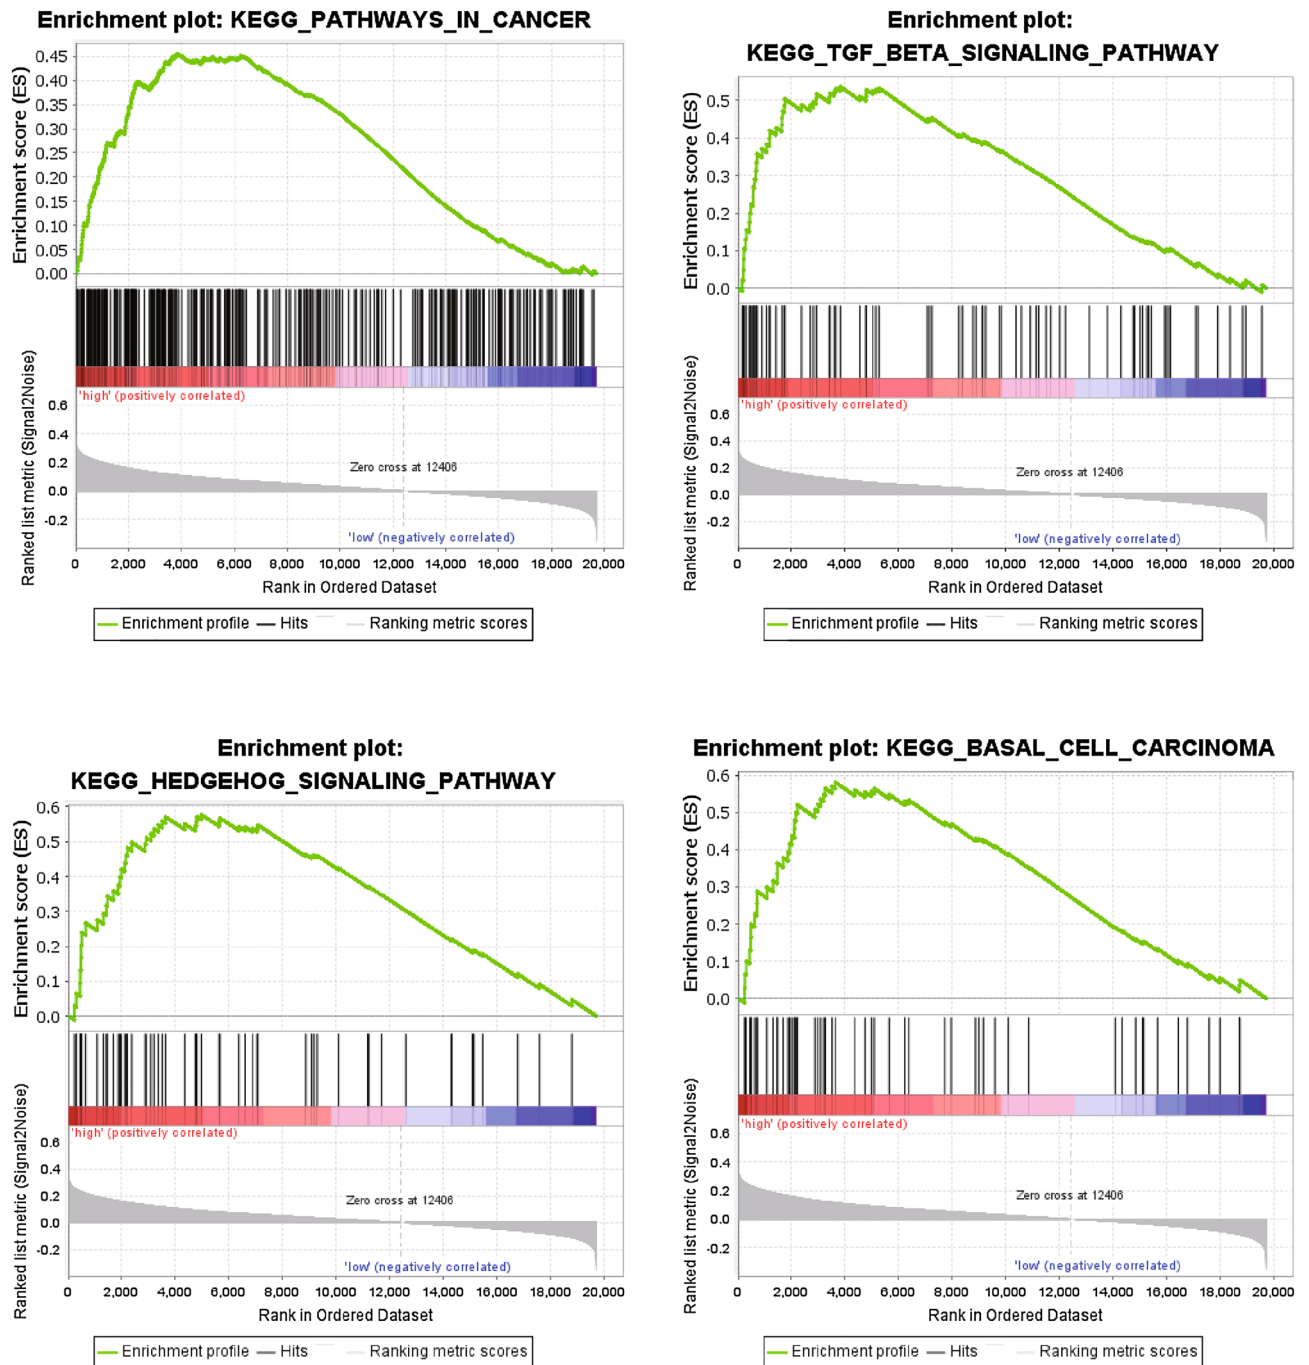 Enrichment plot: KEGG_PATHWAYS_IN_CANCER
Enrichment score (ES)
0.45
0.40
0.35
0.30
0.25
0.20
0.15
0.10
0.05
0.00
Ranked list metric (Signal2Noise)
'high' (positively correlated)
0.6
0.4
0.2
0.0
-0.2
Zero cross at 12406
'low' (negatively correlated)
0 2,000 4,000 6,000 8,000 10,000 12,000 14,000 16,000 18,000 20,000
Rank in Ordered Dataset
Enrichment profile Hits Ranking metric scores
Enrichment plot:
KEGG_TGF_BETA_SIGNALING_PATHWAY
Enrichment score (ES)
0.5
0.4
0.3
0.2
0.1
0.0
Ranked list metric (Signal2Noise)
'high' (positively correlated)
0.6
0.4
0.2
0.0
-0.2
Zero cross at 12406
'low' (negatively correlated)
0 2,000 4,000 6,000 8,000 10,000 12,000 14,000 16,000 18,000 20,000
Rank in Ordered Dataset
Enrichment profile Hits Ranking metric scores
Enrichment plot:
KEGG_HEDGEHOG_SIGNALING_PATHWAY
Enrichment score (ES)
0.6
0.5
0.4
0.3
0.2
0.1
0.0
Ranked list metric (Signal2Noise)
'high' (positively correlated)
0.6
0.4
0.2
0.0
-0.2
Zero cross at 12406
'low' (negatively correlated)
0 2,000 4,000 6,000 8,000 10,000 12,000 14,000 16,000 18,000 20,000
Rank in Ordered Dataset
Enrichment profile Hits Ranking metric scores
Enrichment plot: KEGG_BASAL_CELL_CARCINOMA
Enrichment score (ES)
0.6
0.5
0.4
0.3
0.2
0.1
0.0
Ranked list metric (Signal2Noise)
'high' (positively correlated)
0.6
0.4
0.2
0.0
-0.2
Zero cross at 12406
'low' (negatively correlated)
0 2,000 4,000 6,000 8,000 10,000 12,000 14,000 16,000 18,000 20,000
Rank in Ordered Dataset
Enrichment profile Hits Ranking metric scores